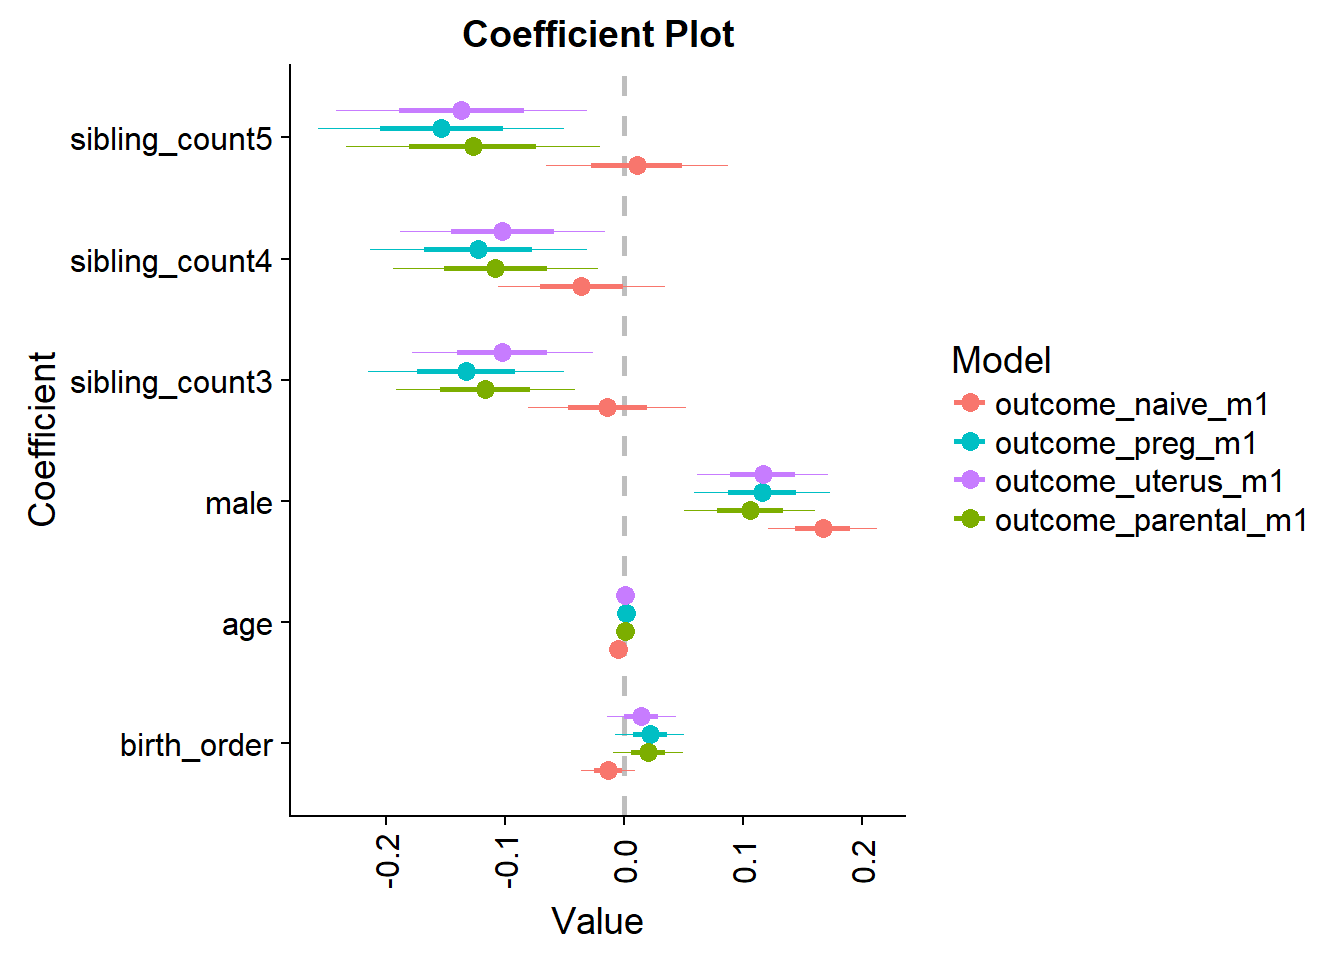 Coefficient Plot
Coefficient
sibling_count5
sibling_count4
sibling_count3
male
age
birth_order
-0.2
-0.1
0.0
0.1
0.2
Value
Model
outcome_naive_m1
outcome_preg_m1
outcome_uterus_m1
outcome_parental_m1